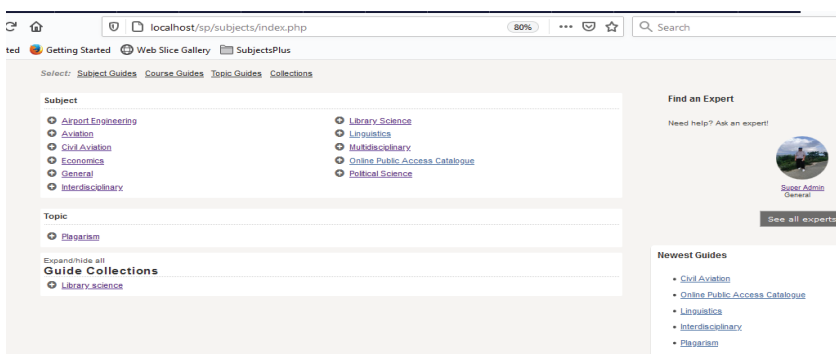 localhost/sp/subjects/index.php
80%
Search
ted Getting Started Web Slice Gallery SubjectsPlus
Select: Subject Guides Course Guides Topic Guides Collections
Subject
Airport Engineering
Aviation
Civil Aviation
Economics
General
Interdisciplinary
Library Science
Linguistics
Multidisciplinary
Online Public Access Catalogue
Political Science
Topic
Plagarism
Expand/hide all
Guide Collections
Library science
Find an Expert
Need help? Ask an expert!
Super Admin
General
See all experts
Newest Guides
• Civil Aviation
• Online Public Access Catalogue
• Linguistics
• Interdisciplinary
• Plagarism